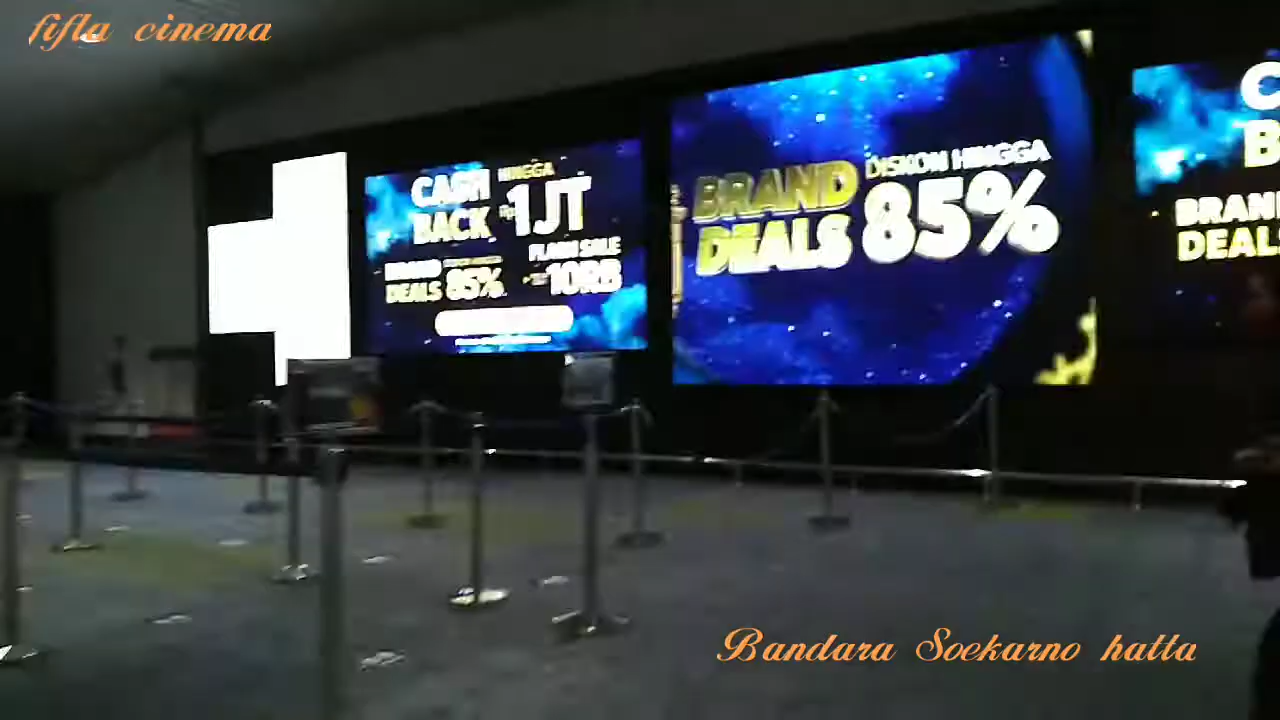 fifla cinema
CASH BACK
HINGGA
Rp 1JT
BRAND DEALS 85%
FLASH SALE
10RB
BRAND DEALS
DISKON HINGGA
85%
BRAN
DEALS
Bandara Soekarno hatta